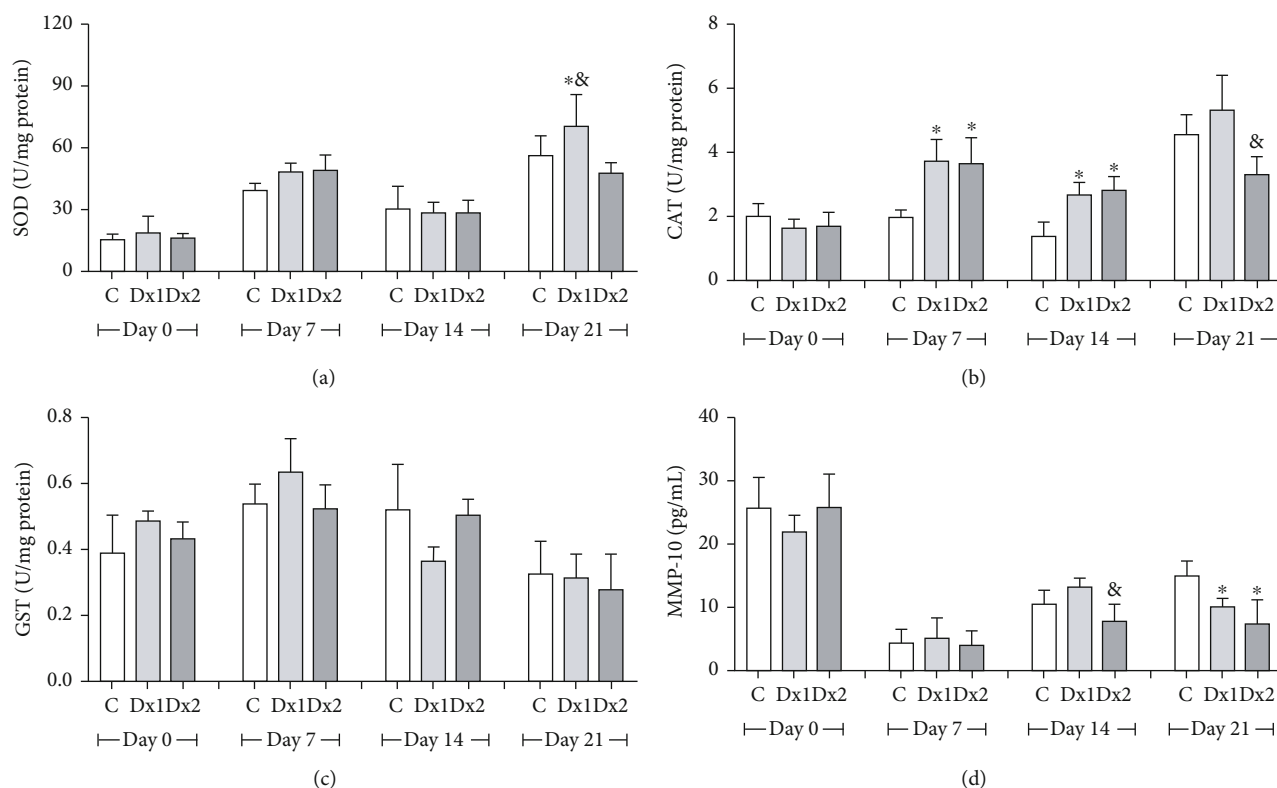 SOD (U/mg protein)
120
90
60
30
0
*&
C Dx1Dx2 C Dx1Dx2 C Dx1Dx2 C Dx1Dx2
Day 0 Day 7 Day 14 Day 21
(a)
CAT (U/mg protein)
8
6
4
2
0
* * * * &
C Dx1Dx2 C Dx1Dx2 C Dx1Dx2 C Dx1Dx2
Day 0 Day 7 Day 14 Day 21
(b)
GST (U/mg protein)
0.8
0.6
0.4
0.2
0.0
C Dx1Dx2 C Dx1Dx2 C Dx1Dx2 C Dx1Dx2
Day 0 Day 7 Day 14 Day 21
(c)
MMP-10 (pg/mL)
40
30
20
10
0
& * *
C Dx1Dx2 C Dx1Dx2 C Dx1Dx2 C Dx1Dx2
Day 0 Day 7 Day 14 Day 21
(d)